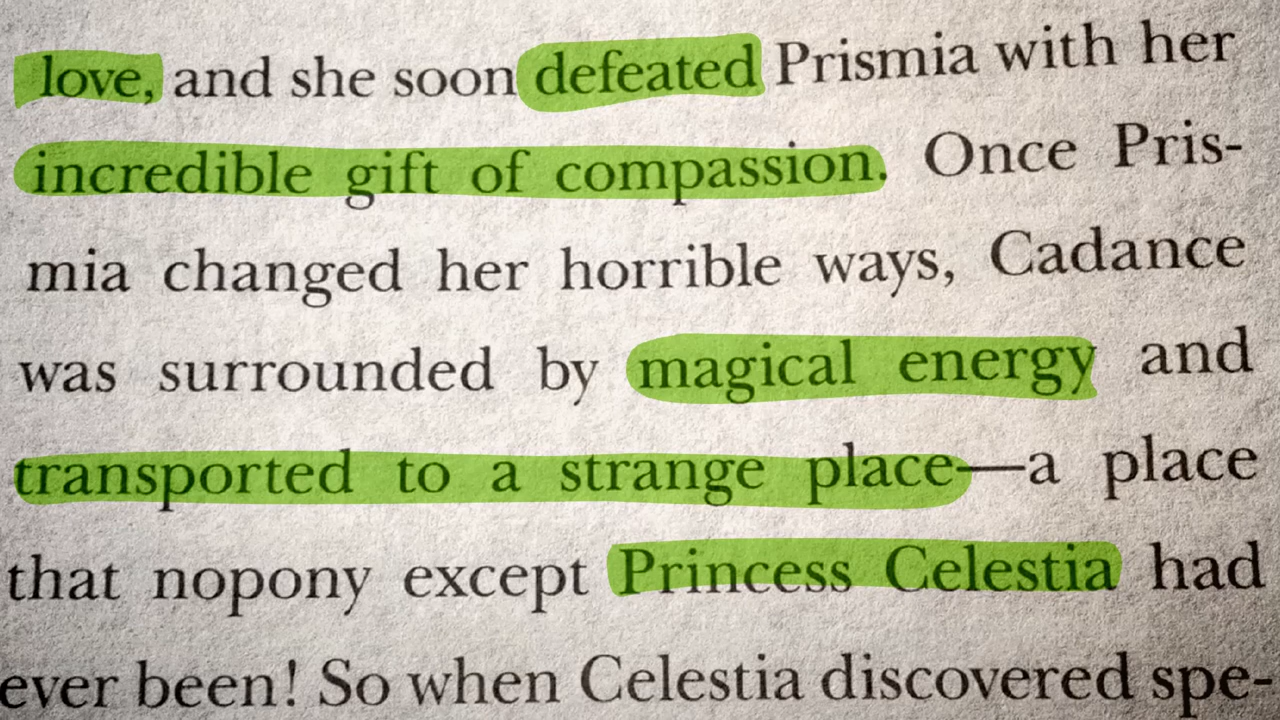 love, and she soon defeated Prismia with her
incredible gift of compassion. Once Pris-
mia changed her horrible ways, Cadance
was surrounded by magical energy and
transported to a strange place—a place
that nopony except Princess Celestia had
ever been! So when Celestia discovered spe-